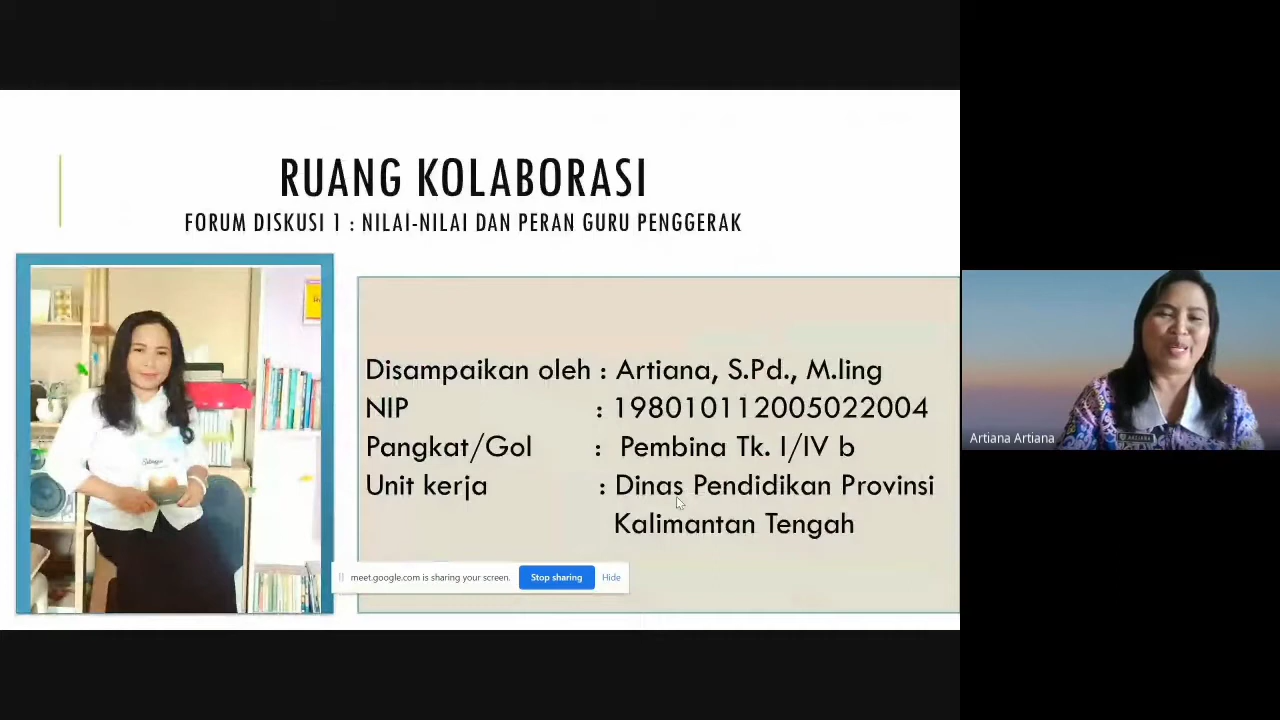 RUANG KOLABORASI
FORUM DISKUSI 1 : NILAI-NILAI DAN PERAN GURU PENGGERAK
Disampaikan oleh : Artiana, S.Pd., M.ling
NIP : 198010112005022004
Pangkat/Gol : Pembina Tk. I/IV b
Unit kerja : Dinas Pendidikan Provinsi
Kalimantan Tengah
meet.google.com is sharing your screen. Stop sharing Hide
Artiana Artiana